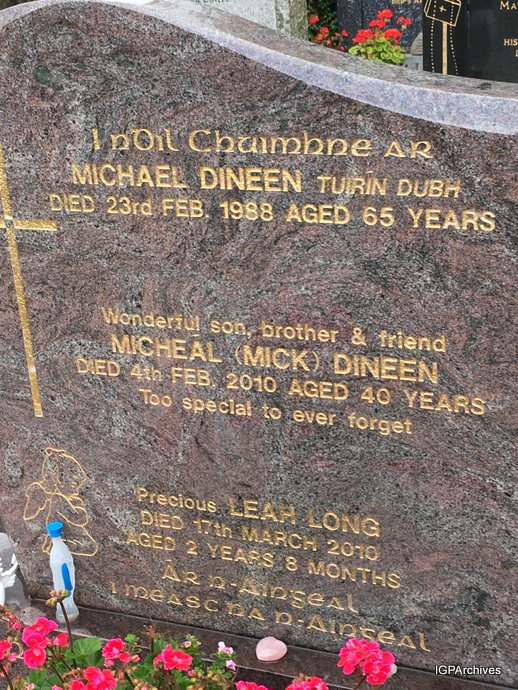 I nDíl Chuimhne ar
MICHAEL DINEEN TUIRÍN DUBH
DIED 23rd FEB. 1988 AGED 65 YEARS
Wonderful son, brother & friend
MICHEAL (MICK) DINEEN
DIED 4th FEB. 2010 AGED 40 YEARS
Too special to ever forget
Precious LEAH LONG
DIED 17th MARCH 2010
AGED 2 YEARS 8 MONTHS
Ár n-Aingeal
i measc na n-Aingeal
IGPArchives